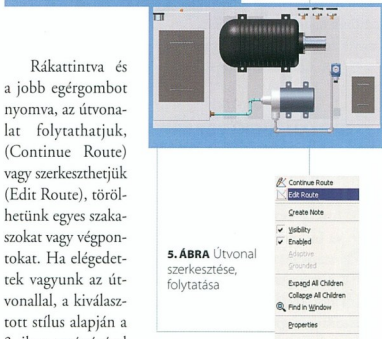 Rákattintva és
a jobb egérgombot
nyomva, az útvona-
lat folytathatjuk,
(Continue Route)
vagy szerkeszthetjük
(Edit Route), töröl-
hetünk egyes szaka-
szokat vagy végpon-
tokat. Ha elégedet-
tek vagyunk az út-
vonallal, a kiválasz-
tott stílus alapján a
5. ÁBRA Útvonal
szerkesztése,
folytatása
Continue Route
Edit Route
Create Note
Visibility
Enabled
Adaptive
Grounded
Expand All Children
Collapse All Children
Find in Window
Properties